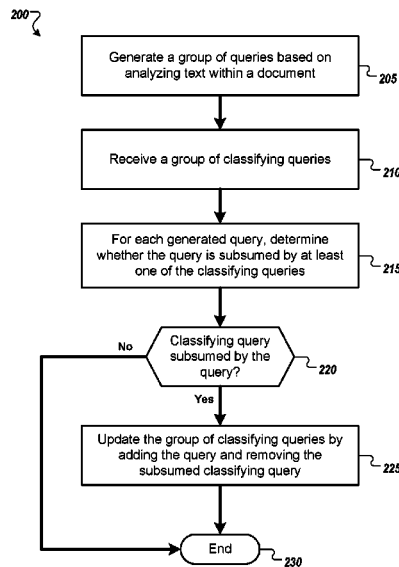 200
Generate a group of queries based on
analyzing text within a document
205
Receive a group of classifying queries
210
For each generated query, determine
whether the query is subsumed by at least
one of the classifying queries
215
Classifying query
subsumed by the
query?
220
No
Yes
Update the group of classifying queries by
adding the query and removing the
subsumed classifying query
225
End
230